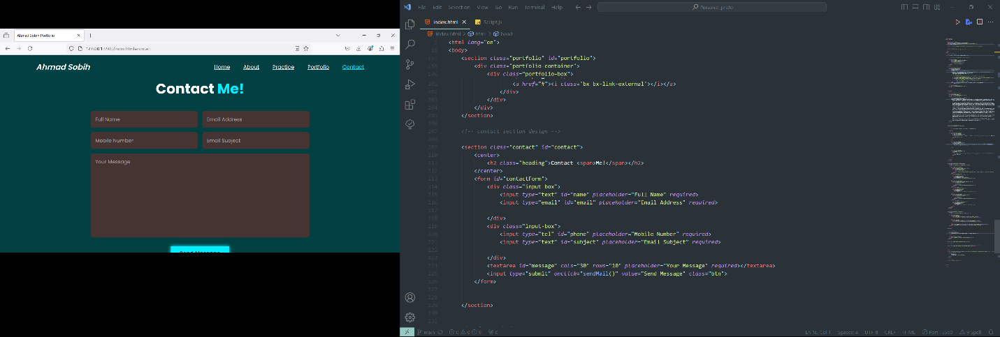 Ahmad Sobih Portfolio
127.0.0.1:5500/index.html#contact
Ahmad Sobih
Home About Practice Portfolio Contact
Contact Me!
Full Name Email Address
Mobile Number Email Subject
Your Message
File Edit Selection View Go Run Terminal Help
Personal_proto
index.html Script.js
index.html > html > head
<html lang="en">
<body>
<section class="portfolio" id="portfolio">
<div class="portfolio-container">
<div class="portfolio-box">
<a href="#"><i class='bx bx-link-external'></i></a>
</div>
</div>
</div>
</section>
<!-- contact section design -->
<section class="contact" id="contact">
<center>
<h2 class="heading">Contact <span>Me!</span></h2>
</center>
<form id="contactForm">
<div class="input-box">
<input type="text" id="name" placeholder="Full Name" required>
<input type="email" id="email" placeholder="Email Address" required>
</div>
<div class="input-box">
<input type="tel" id="phone" placeholder="Mobile Number" required>
<input type="text" id="subject" placeholder="Email Subject" required>
</div>
<textarea id="message" cols="30" rows="10" placeholder="Your Message" required></textarea>
<input type="submit" onclick="sendMail()" value="Send Message" class="btn">
</form>
</section>
main
Ln 16, Col 1 Spaces: 4 UTF-8 CRLF HTML Port : 5500 9 Spell